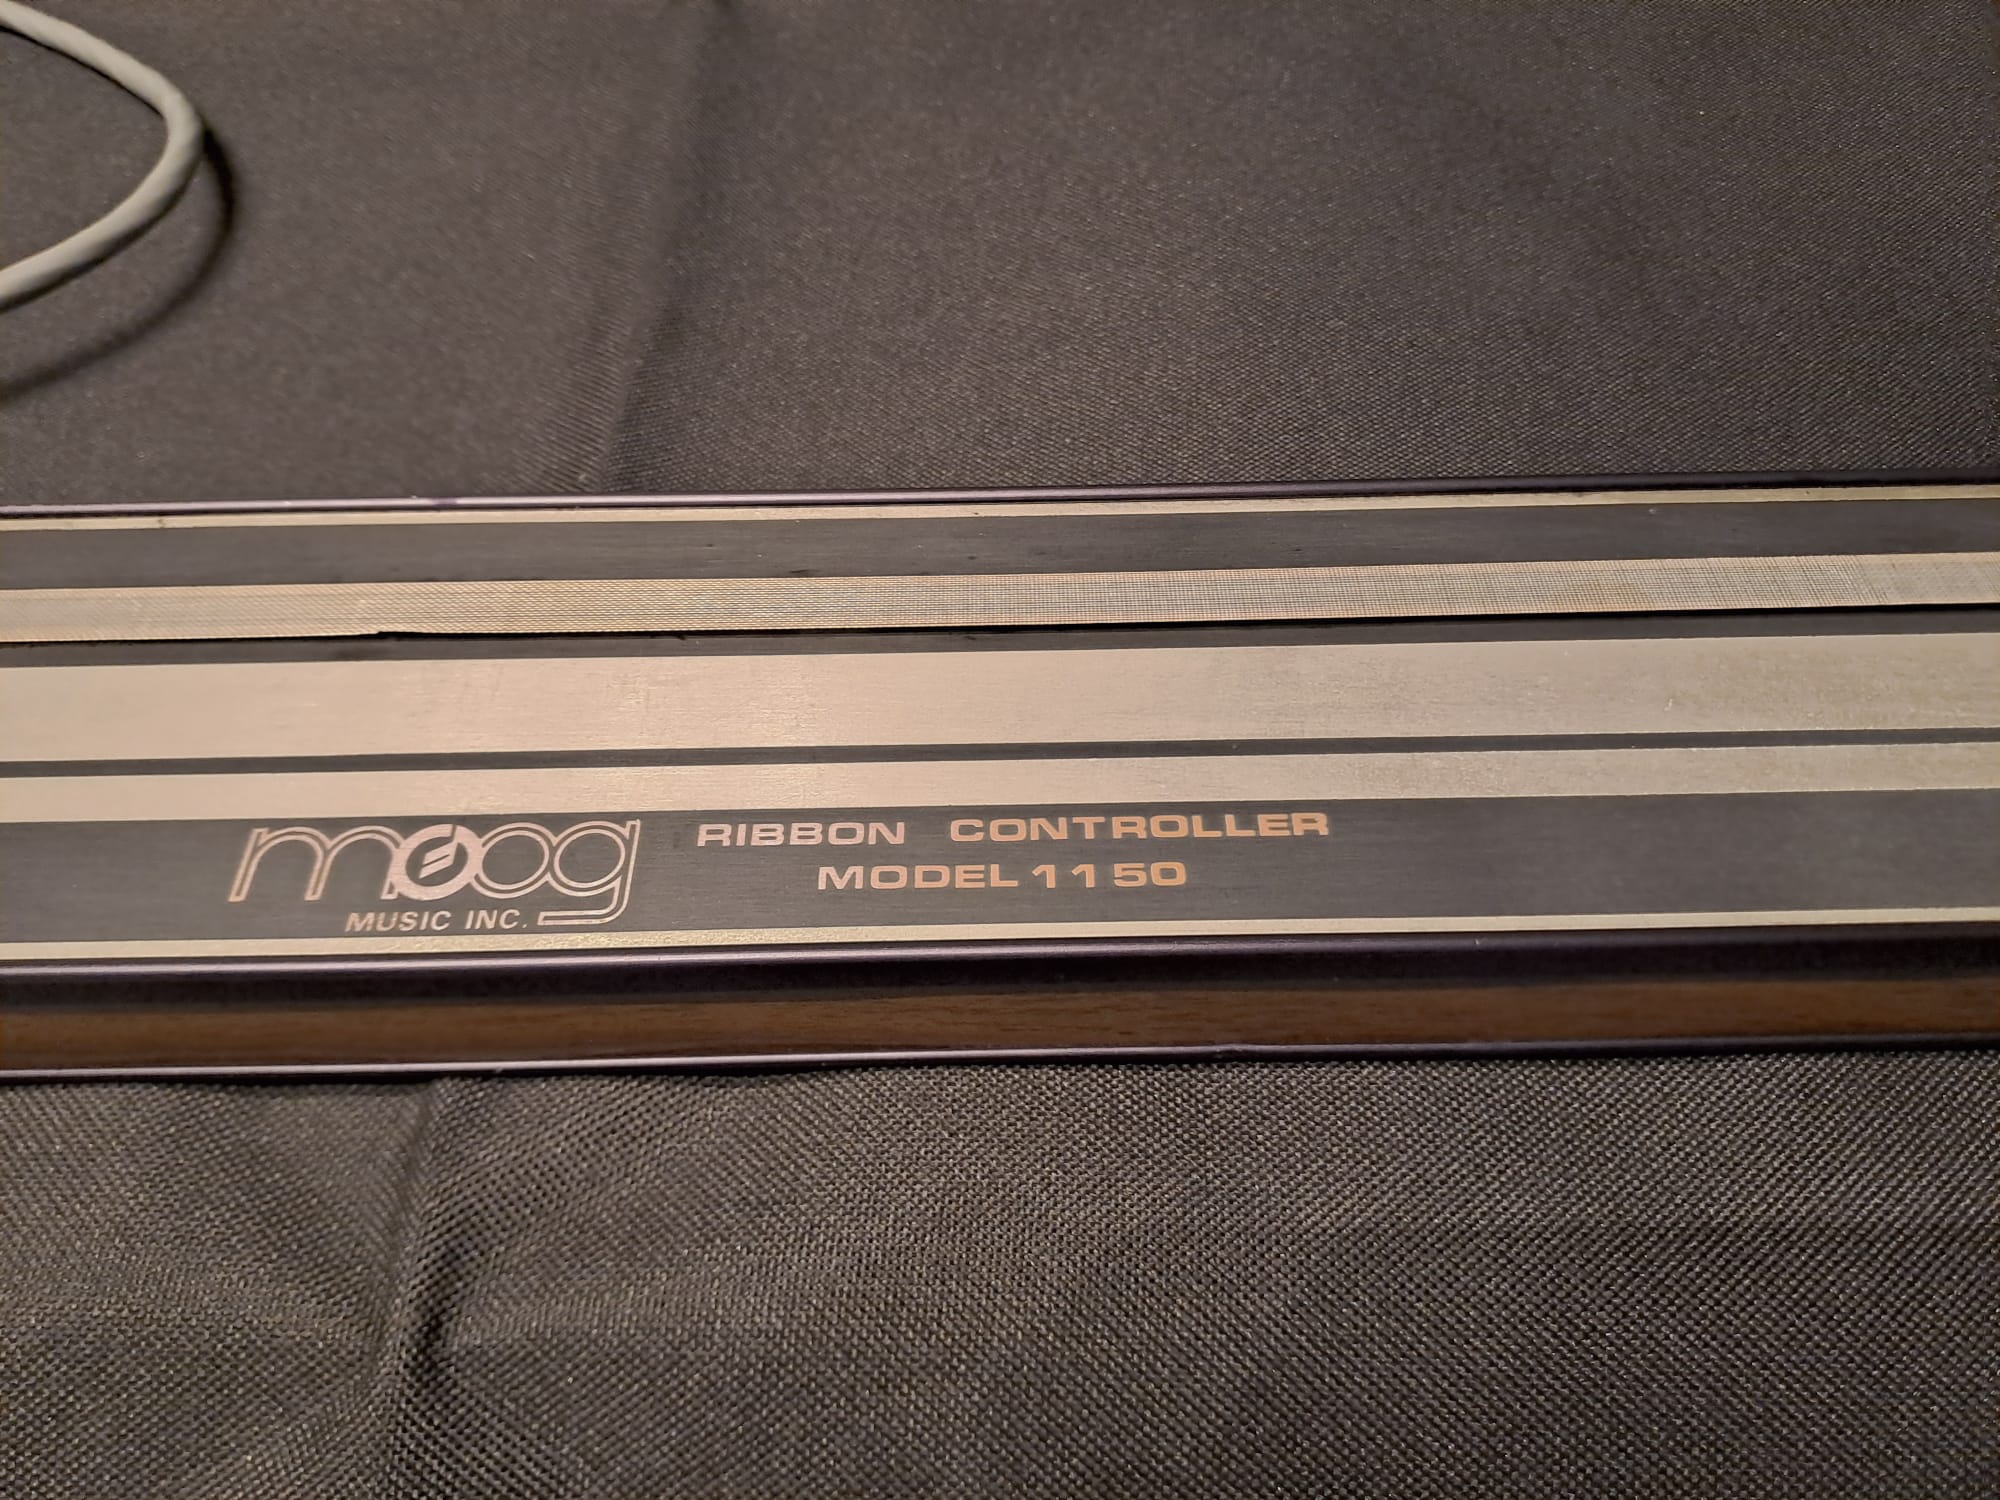 moog
MUSIC INC.
RIBBON CONTROLLER
MODEL 1150